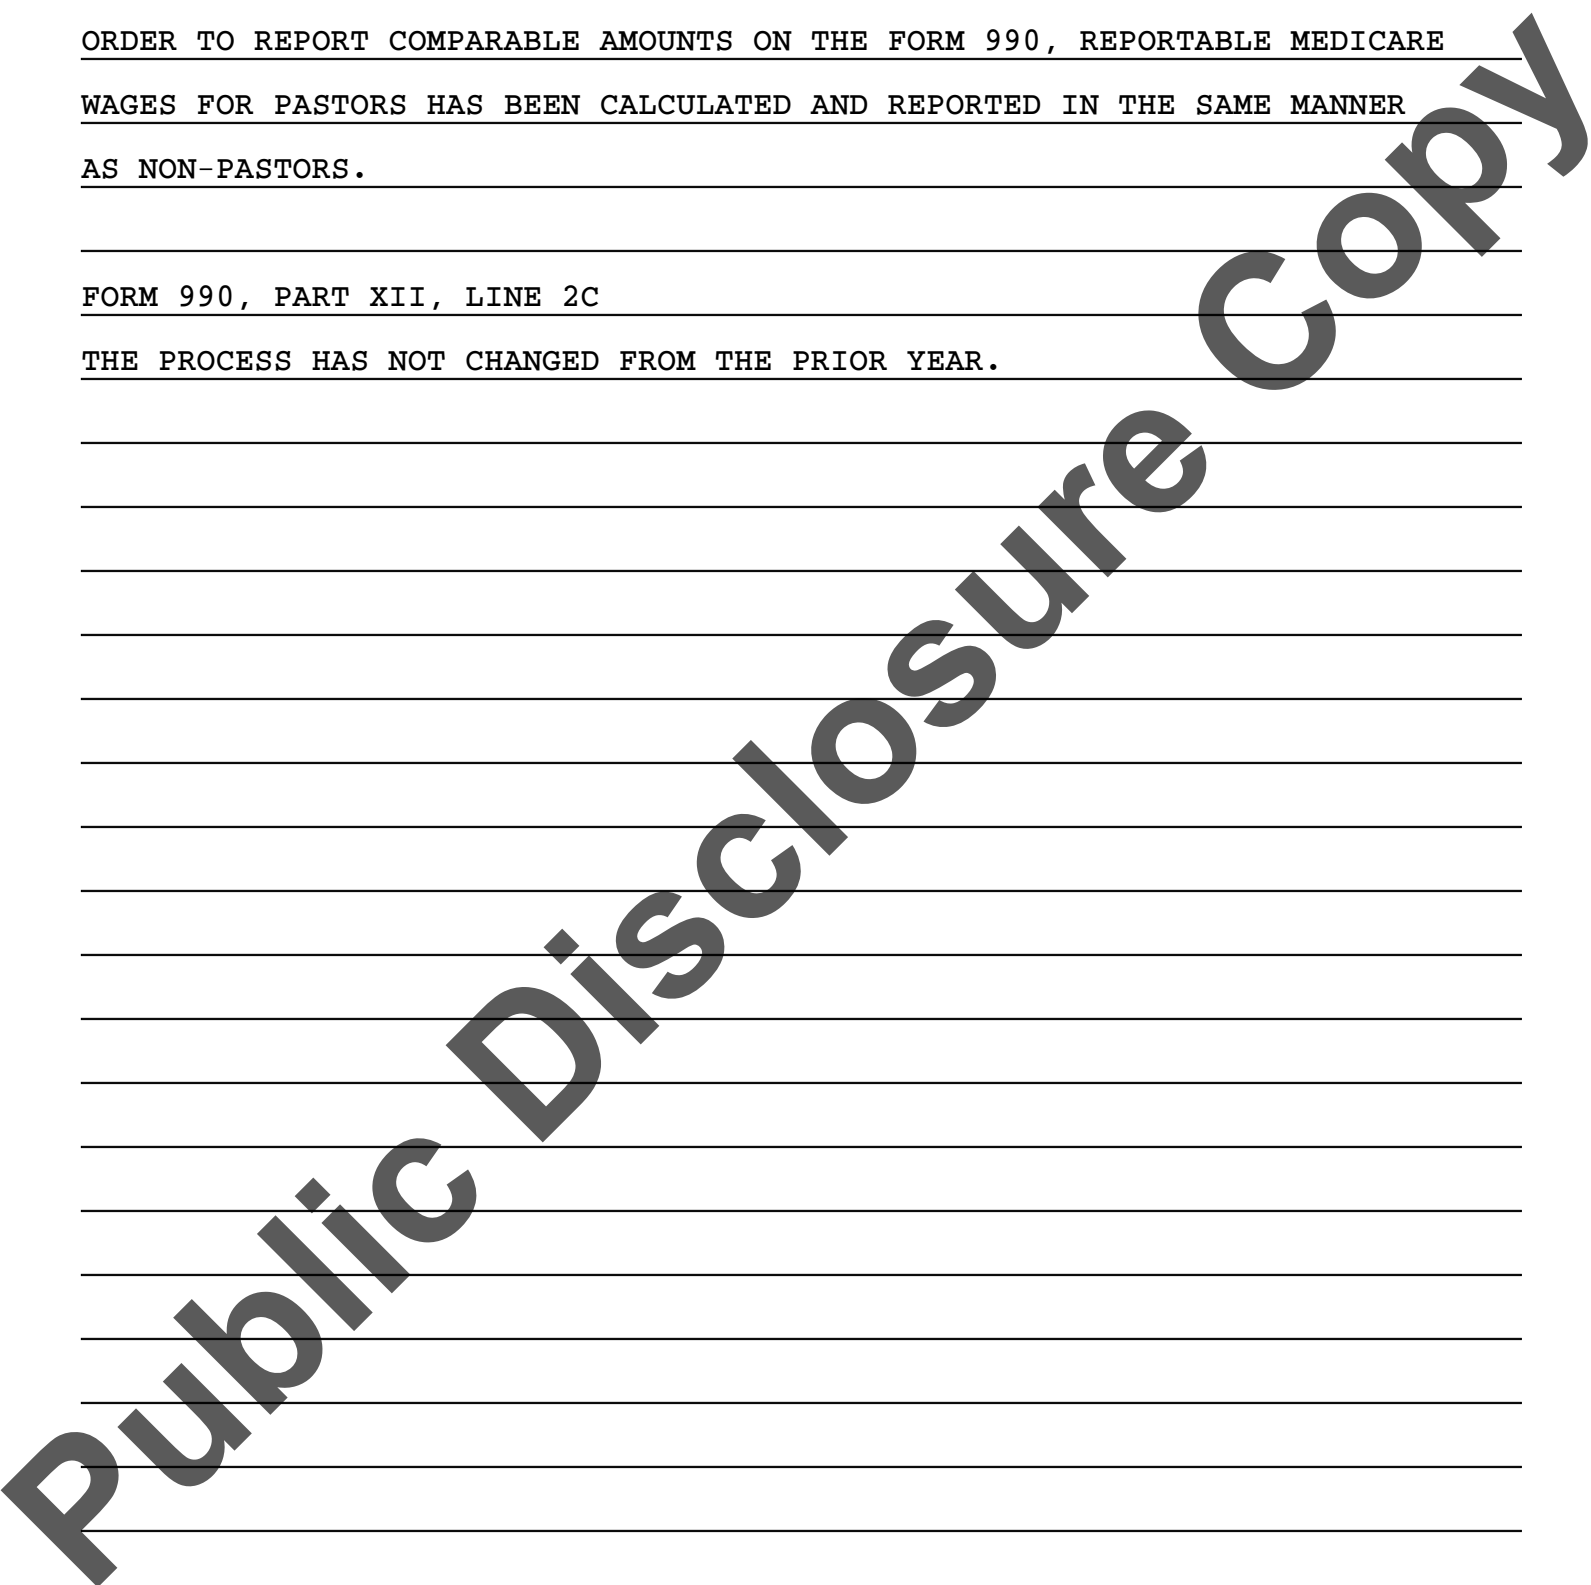 ORDER TO REPORT COMPARABLE AMOUNTS ON THE FORM 990, REPORTABLE MEDICARE
WAGES FOR PASTORS HAS BEEN CALCULATED AND REPORTED IN THE SAME MANNER
AS NON-PASTORS.
FORM 990, PART XII, LINE 2C
THE PROCESS HAS NOT CHANGED FROM THE PRIOR YEAR.
Public Disclosure Copy